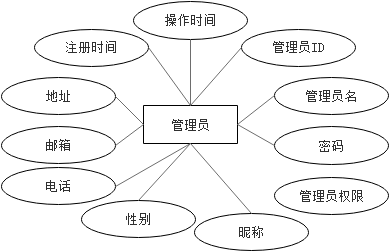 操作时间
注册时间
管理员ID
地址
管理员名
管理员
邮箱
密码
电话
管理员权限
性别
昵称